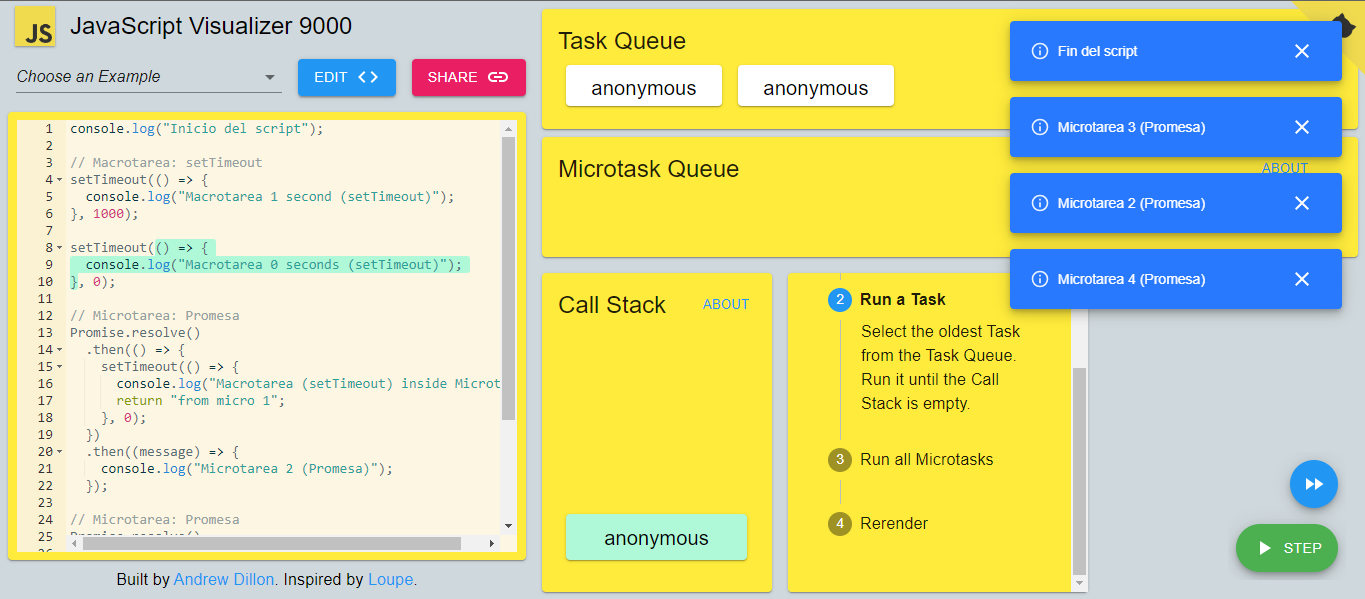 JS
JavaScript Visualizer 9000
Choose an Example
EDIT
SHARE
1 console.log("Inicio del script");
2
3 // Macrotarea: setTimeout
4 setTimeout(() => {
5 console.log("Macrotarea 1 second (setTimeout)");
6 }, 1000);
7
8 setTimeout(() => {
9 console.log("Macrotarea 0 seconds (setTimeout)");
10 }, 0);
11
12 // Microtarea: Promesa
13 Promise.resolve()
14 .then(() => {
15 setTimeout(() => {
16 console.log("Macrotarea (setTimeout) inside Microt
17 return "from micro 1";
18 }, 0);
19 })
20 .then((message) => {
21 console.log("Microtarea 2 (Promesa)");
22 });
23
24 // Microtarea: Promesa
25
Built by Andrew Dillon. Inspired by Loupe.
Task Queue
anonymous
anonymous
Microtask Queue
ABOUT
Call Stack
ABOUT
anonymous
2 Run a Task
Select the oldest Task
from the Task Queue.
Run it until the Call
Stack is empty.
3 Run all Microtasks
4 Rerender
Fin del script
Microtarea 3 (Promesa)
Microtarea 2 (Promesa)
Microtarea 4 (Promesa)
STEP